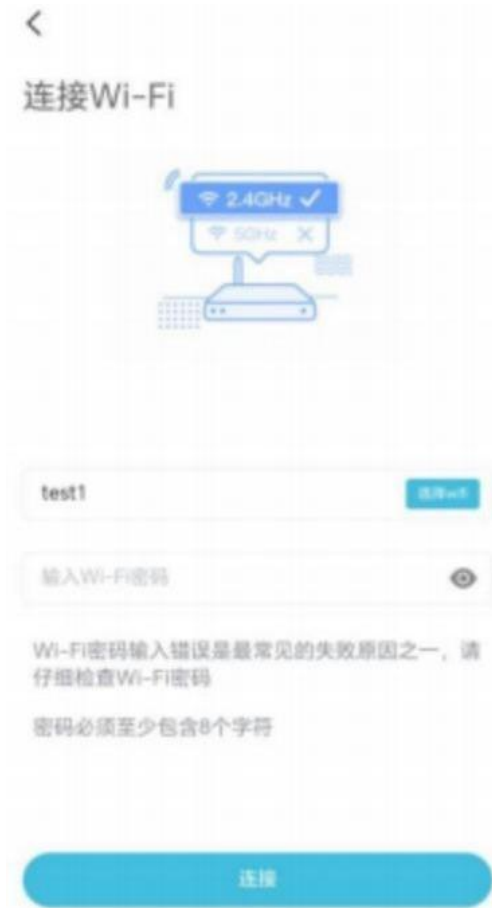 连接Wi-Fi
2.4GHz
5GHz
test1
选择wifi
输入Wi-Fi密码
Wi-Fi密码输入错误是最常见的失败原因之一，请
仔细检查Wi-Fi密码
密码必须至少包含8个字符
连接